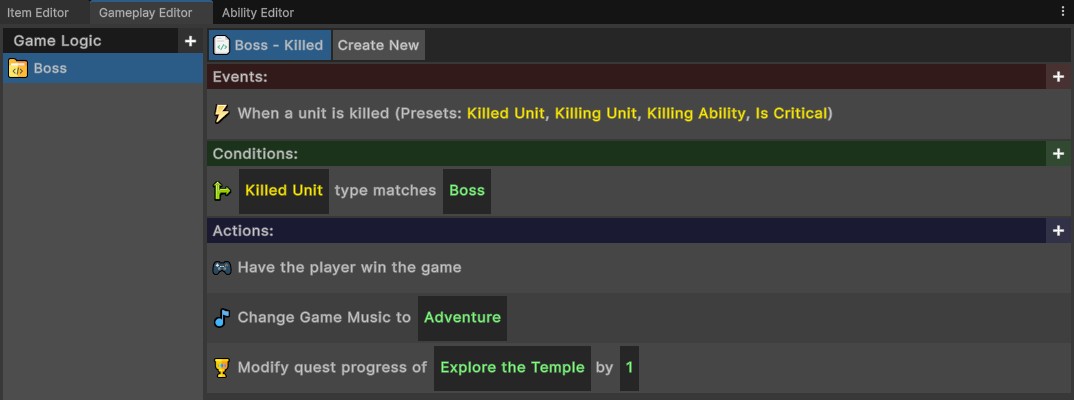 Item Editor
Gameplay Editor
Ability Editor
Game Logic +
Boss
Boss - Killed
Create New
Events: +
When a unit is killed (Presets: Killed Unit, Killing Unit, Killing Ability, Is Critical)
Conditions: +
Killed Unit type matches Boss
Actions: +
Have the player win the game
Change Game Music to Adventure
Modify quest progress of Explore the Temple by 1